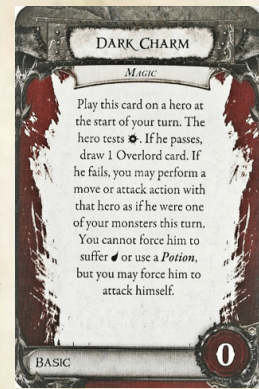 DARK CHARM
MAGIC
Play this card on a hero at
the start of your turn. The
hero tests . If he passes,
draw 1 Overlord card. If
he fails, you may perform a
move or attack action with
that hero as if he were one
of your monsters this turn.
You cannot force him to
suffer or use a Potion,
but you may force him to
attack himself.
BASIC
0